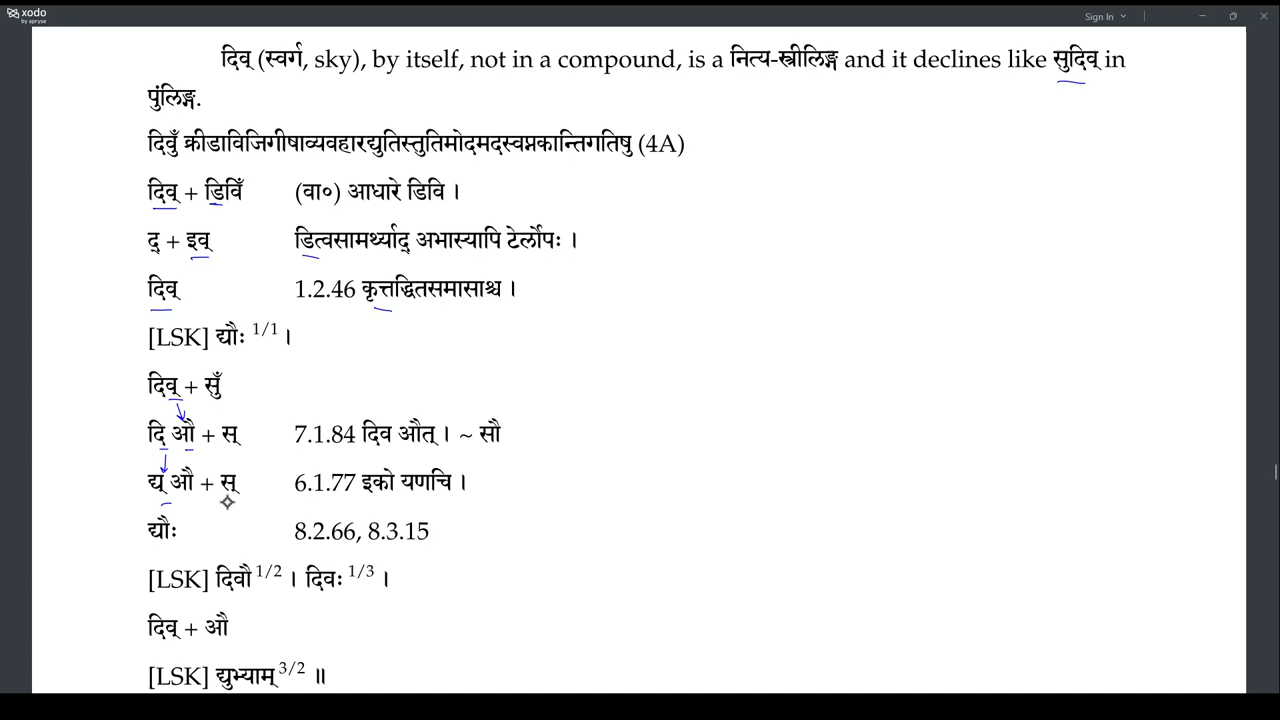 xodo
by apryse
Sign In
दिव् (स्वर्ग, sky), by itself, not in a compound, is a नित्य-स्त्रीलिङ्ग and it declines like सुदिव् in
पुंलिङ्ग.
दिवुँ क्रीडाविजिगीषाव्यवहारद्युतिस्तुतिमोदमदस्वप्नकान्तिगतिषु (4A)
दिव् + डिविँ (वा०) आधारे डिवि ।
द् + इव् डित्वसामर्थ्याद् अभास्यापि टेर्लोपः ।
दिव् 1.2.46 कृत्तद्धितसमासाश्च ।
[LSK] द्यौः 1/1 ।
दिव् + सुँ
दि औ + स् 7.1.84 दिव औत् । ~ सौ
द्य् औ + स् 6.1.77 इको यणचि ।
द्यौः 8.2.66, 8.3.15
[LSK] दिवौ 1/2 । दिवः 1/3 ।
दिव् + औ
[LSK] द्युभ्याम् 3/2 ॥